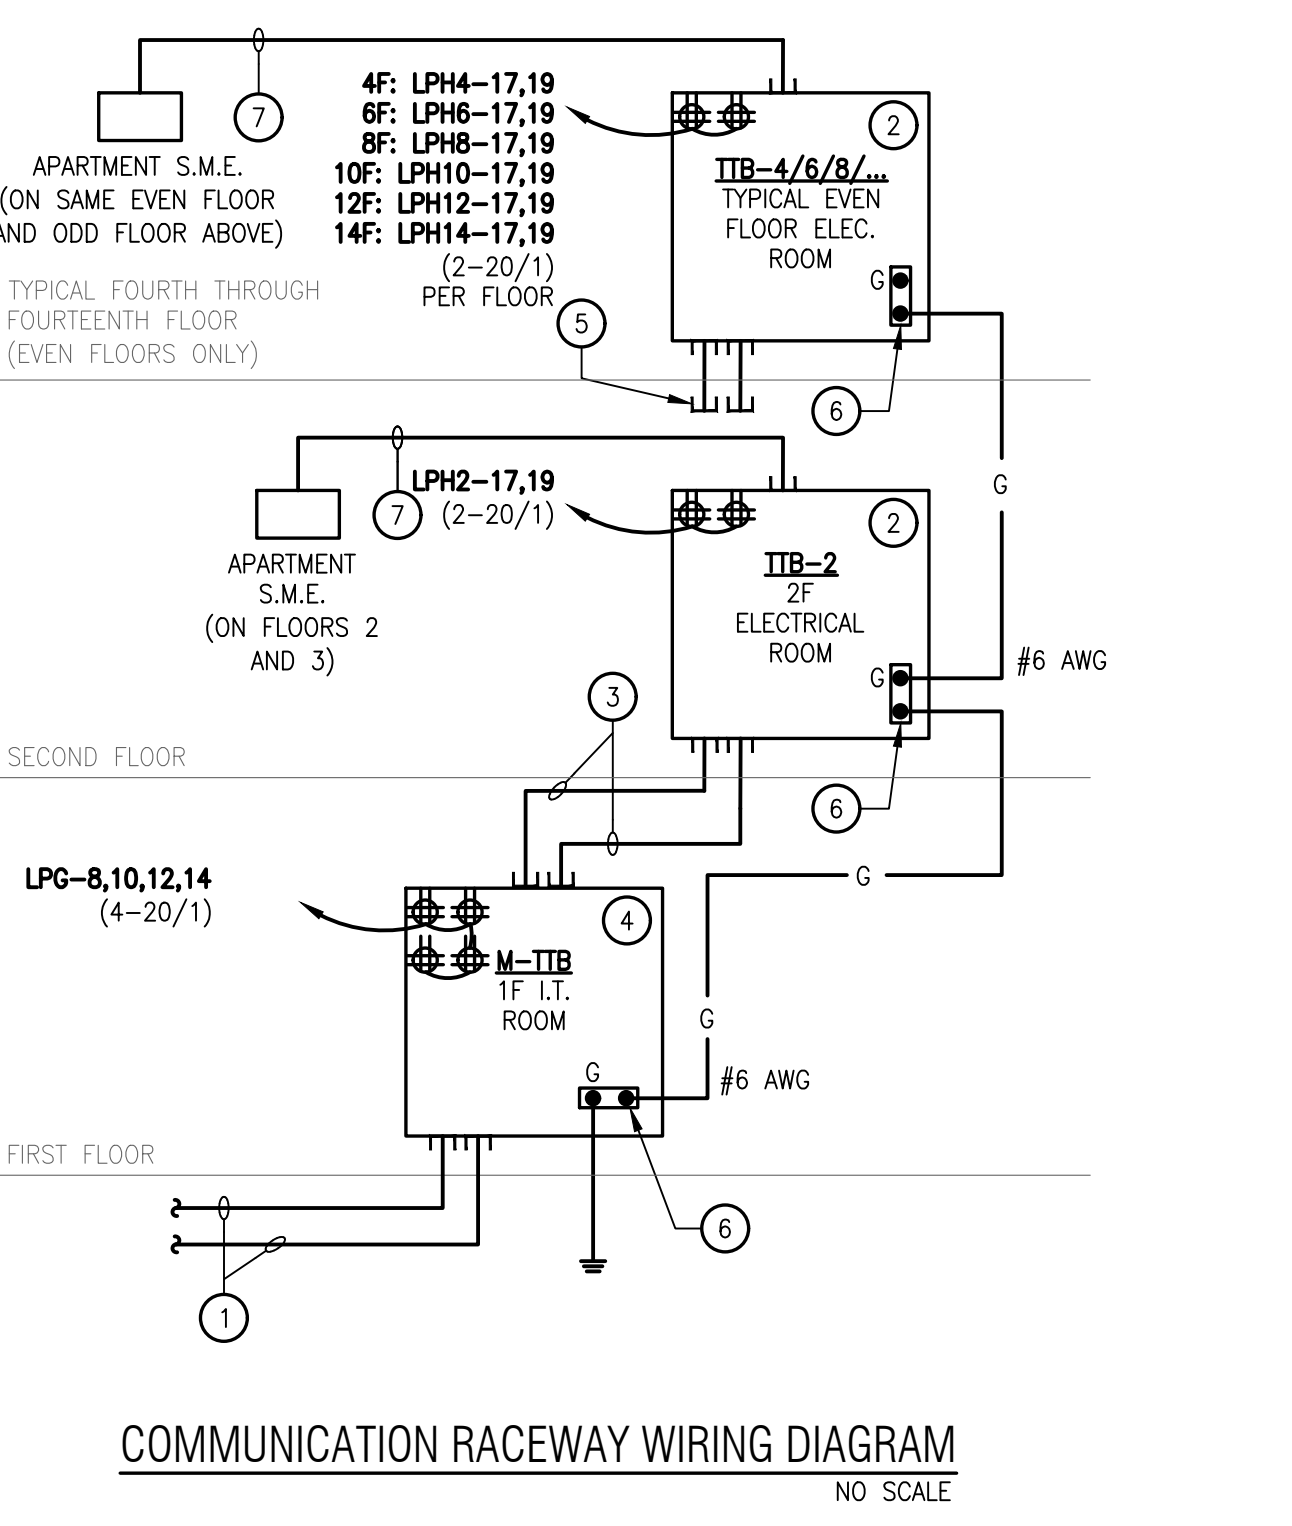 7
4F: LPH4-17,19
6F: LPH6-17,19
8F: LPH8-17,19
10F: LPH10-17,19
12F: LPH12-17,19
14F: LPH14-17,19
(2-20/1)
PER FLOOR
APARTMENT S.M.E.
(ON SAME EVEN FLOOR
AND ODD FLOOR ABOVE)
TYPICAL FOURTH THROUGH
FOURTEENTH FLOOR
(EVEN FLOORS ONLY)
2
TTB-4/6/8/...
TYPICAL EVEN
FLOOR ELEC.
ROOM
G
5
6
G
7
LPH2-17,19
(2-20/1)
APARTMENT
S.M.E.
(ON FLOORS 2
AND 3)
2
TTB-2
2F
ELECTRICAL
ROOM
G
#6 AWG
3
SECOND FLOOR
6
G
LPG-8,10,12,14
(4-20/1)
4
M-TTB
1F I.T.
ROOM
G
G
#6 AWG
FIRST FLOOR
6
1
COMMUNICATION RACEWAY WIRING DIAGRAM
NO SCALE